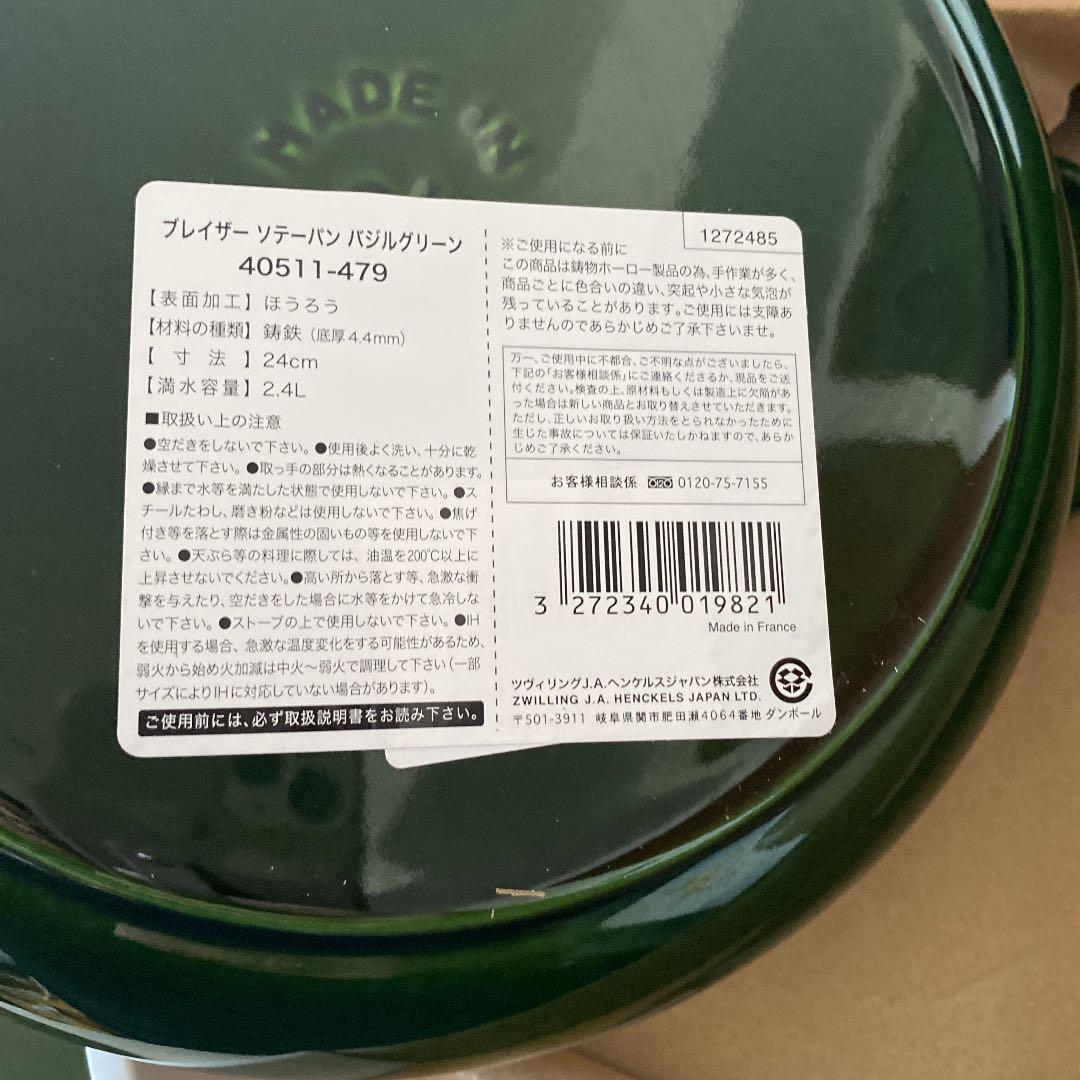 MADE IN
ブレイザー ソテーパン バジルグリーン
40511-479
【表面加工】ほうろう
【材料の種類】鋳鉄（底厚4.4mm）
【寸法】24cm
【満水容量】2.4L
■取扱い上の注意
●空だきをしないで下さい。●使用後よく洗い、十分に乾
燥させて下さい。●取っ手の部分は熱くなることがあります。
●縁まで水等を満たした状態で使用しないで下さい。●ス
チールたわし、磨き粉などは使用しないで下さい。●焦げ
付き等を落とす際は金属性の固いもの等を使用しないで下
さい。●天ぷら等の料理に際しては、油温を200℃以上に
上昇させないでください。●高い所から落とす等、急激な衝
撃を与えたり、空だきをした場合に水等をかけて急冷しな
いで下さい。●ストーブの上で使用しないで下さい。●IH
を使用する場合、急激な温度変化をする可能性があるため、
弱火から始め火加減は中火～弱火で調理して下さい（一部
サイズによりIHに対応していない場合があります）。
ご使用前には、必ず取扱説明書をお読み下さい。
1272485
※ご使用になる前に
この商品は鋳物ホーロー製品の為、手作業が多く、
商品ごとに色合いの違い、突起や小さな気泡が
残っていることがあります。ご使用には支障あ
りませんのであらかじめご了承下さいませ。
万一、ご使用中に不都合、ご不明な点がございましたら、
下記の「お客様相談係」にご連絡くださるか、現品をご送
付ください。検査の上、原材料もしくは製造上に欠陥があ
った場合は新しい商品とお取り替えさせていただきます。
ただし、正しいお取り扱い方法をとられなかったために
生じた事故については保証いたしかねますので、あらか
じめご了承ください。
お客様相談係 0120-75-7155
3 272340 019821
Made in France
ツヴィリングJ.A.ヘンケルスジャパン株式会社
ZWILLING J.A. HENCKELS JAPAN LTD.
〒501-3911 岐阜県関市肥田瀬4064番地 ダンボール